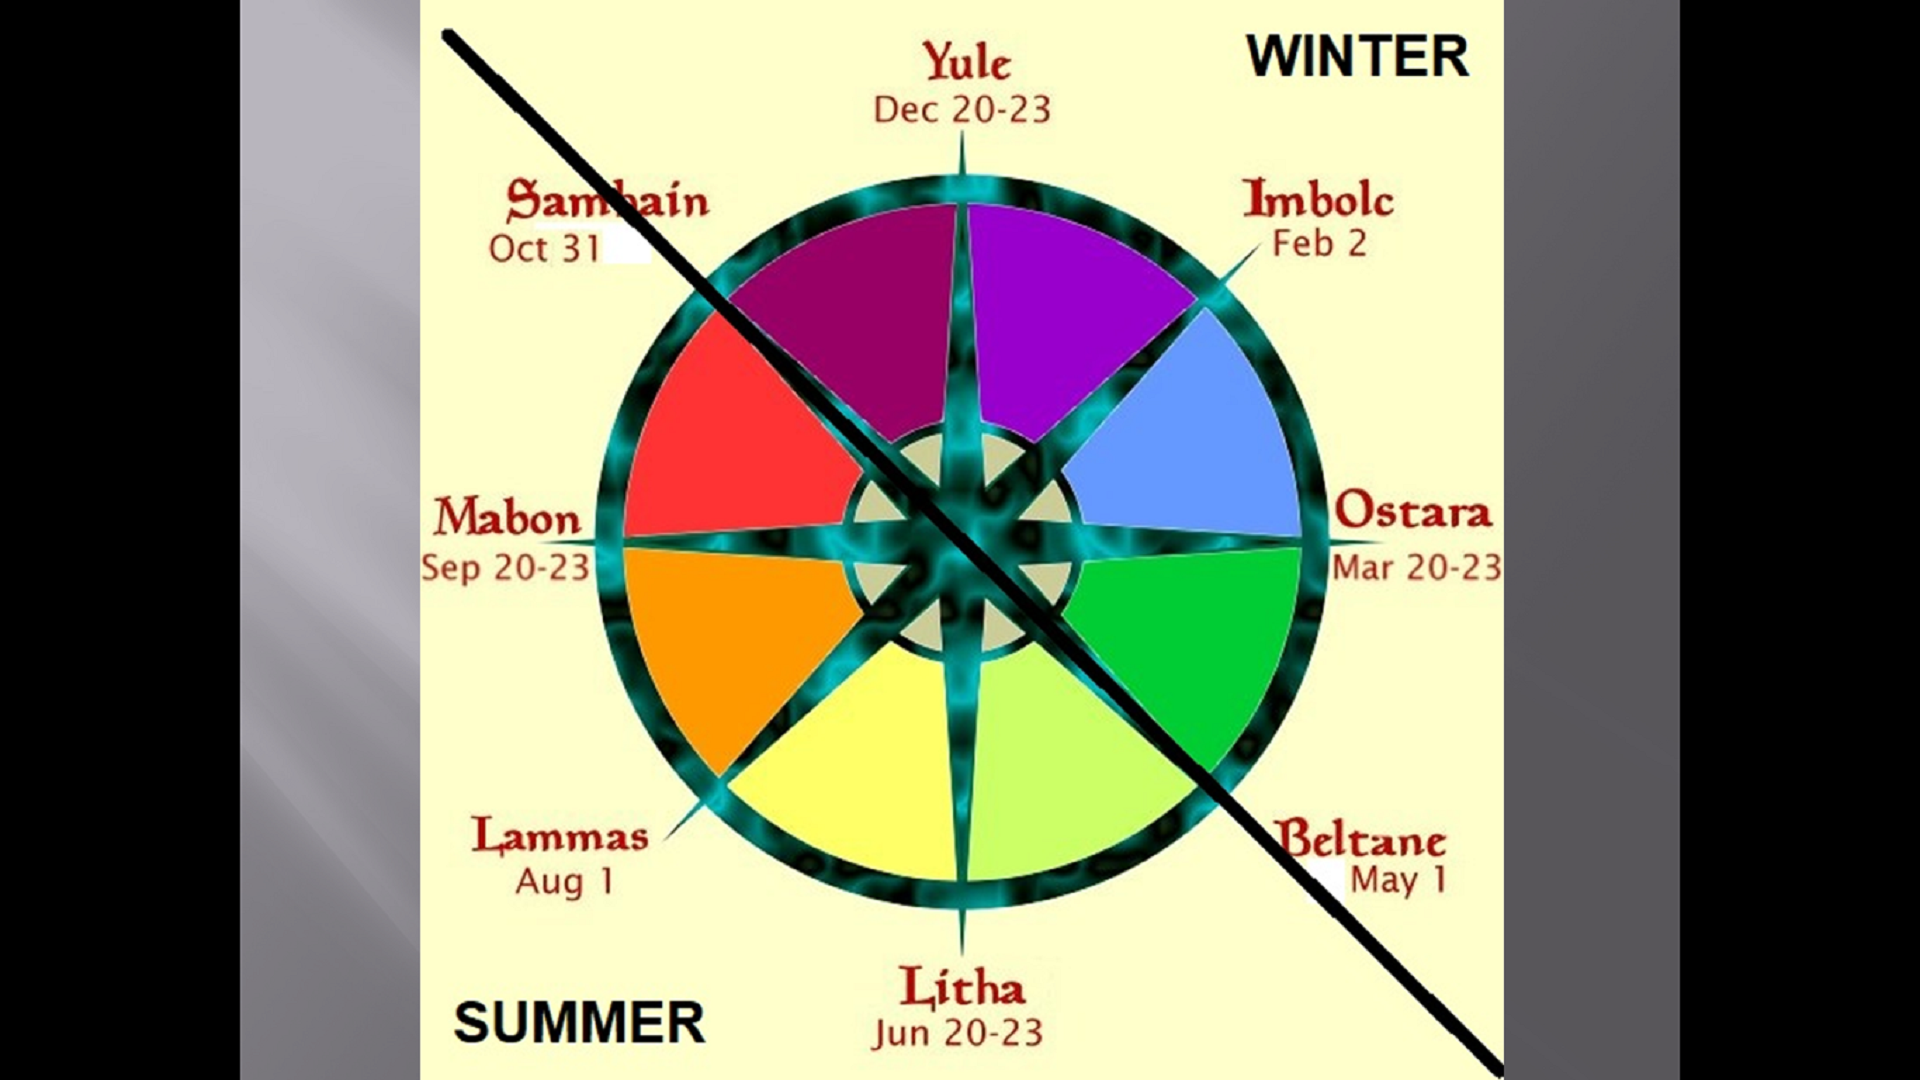 Yule
Dec 20-23
WINTER
Samhain
Oct 31
Imbolc
Feb 2
Mabon
Sep 20-23
Ostara
Mar 20-23
Lammas
Aug 1
Beltane
May 1
Litha
Jun 20-23
SUMMER